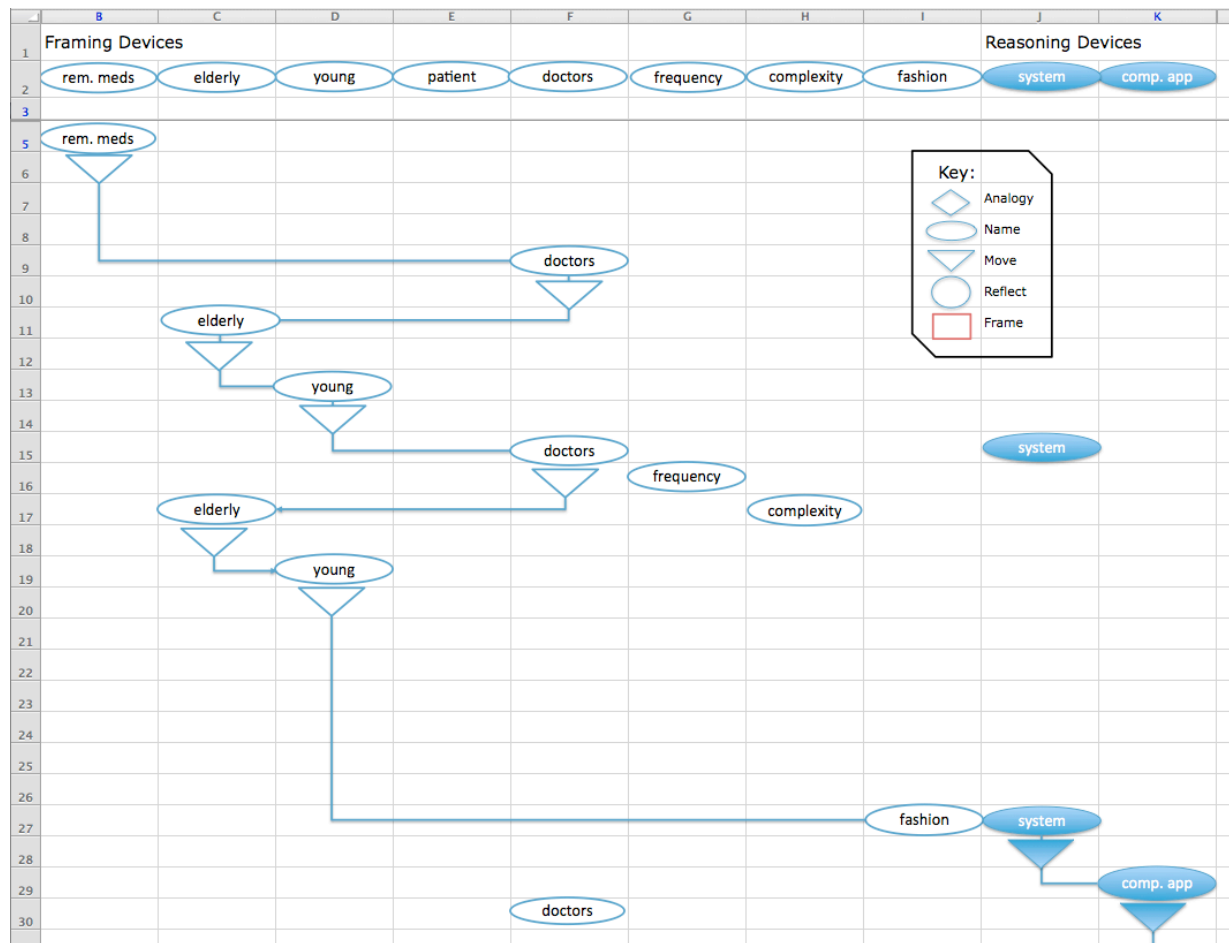 B C D E F G H I J K
1 Framing Devices Reasoning Devices
2 rem. meds elderly young patient doctors frequency complexity fashion system comp. app
3
5 rem. meds
6 Key:
7 Analogy
8 Name
9 doctors Move
10 Reflect
11 elderly Frame
12
13 young
14
15 doctors system
16 frequency
17 elderly complexity
18
19 young
20
21
22
23
24
25
26
27 fashion system
28
29 comp. app
30 doctors